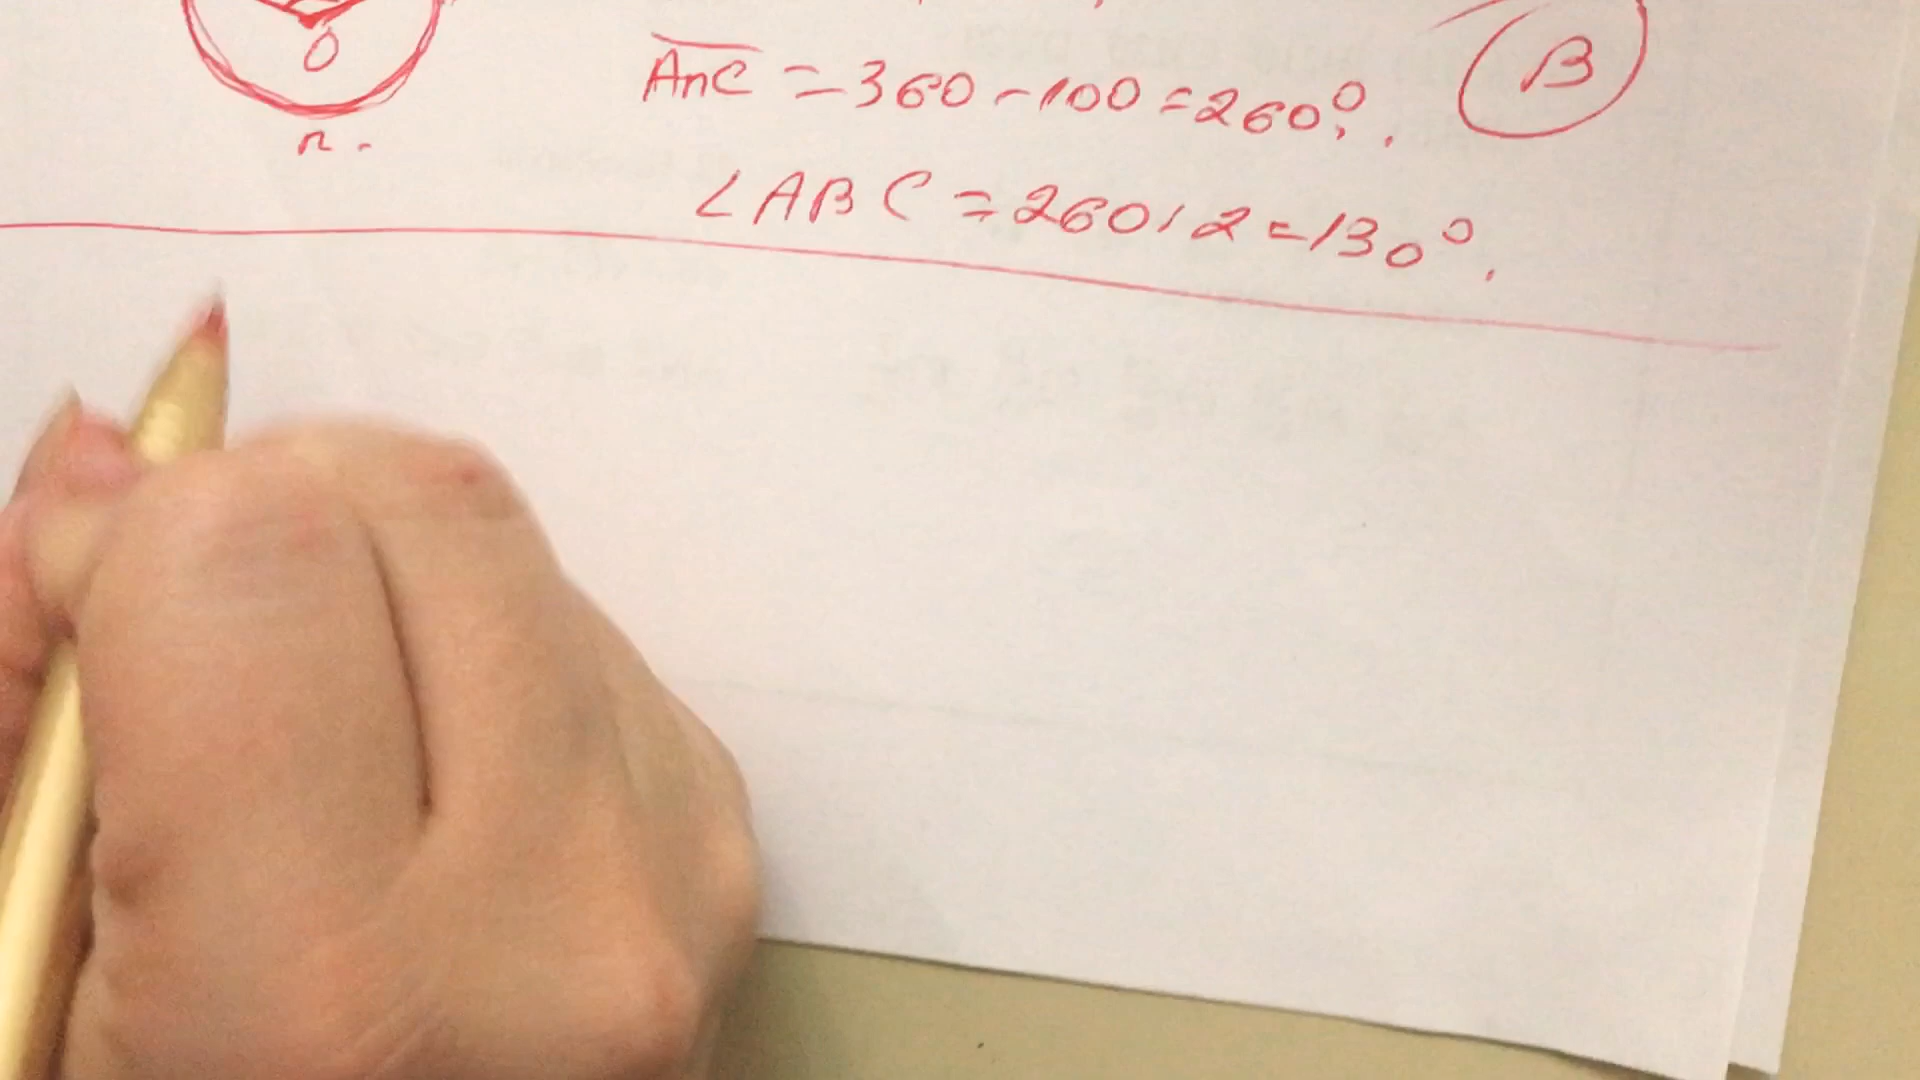 O
n.
AnC = 360 - 100 = 260°.
B
∠ABC = 260 : 2 = 130°.